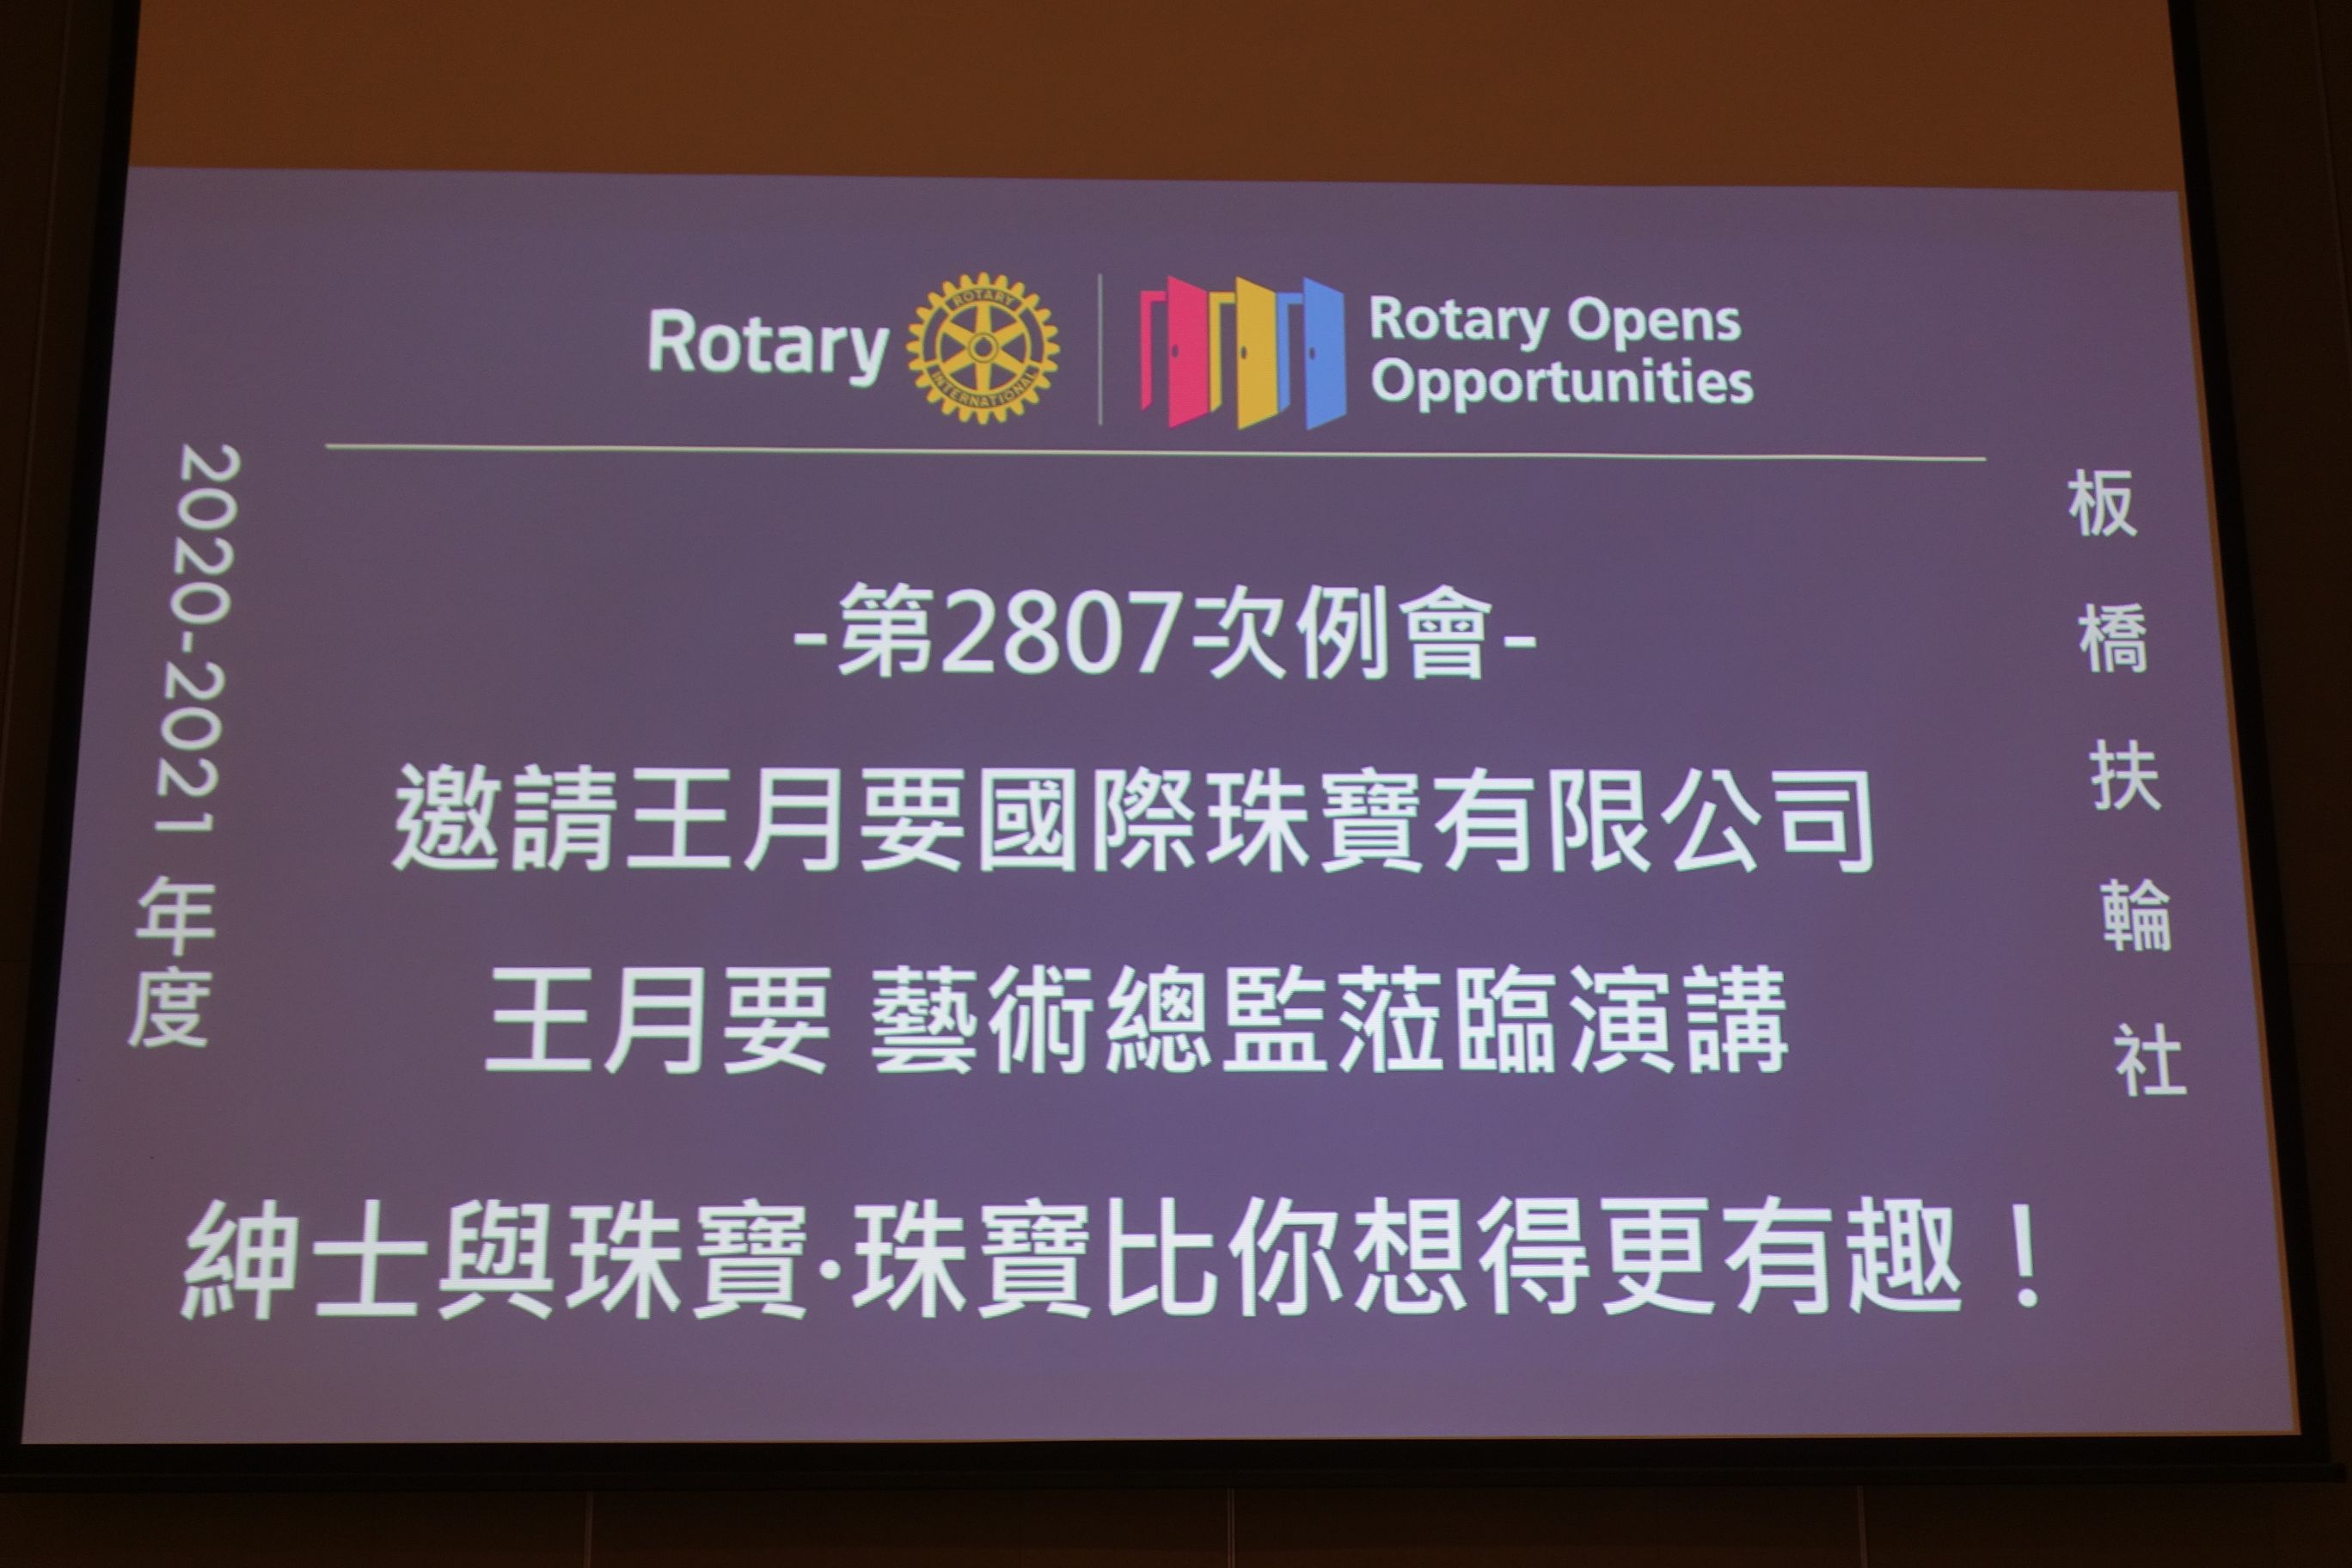 Rotary
ROTARY
INTERNATIONAL
Rotary Opens
Opportunities
2020-2021 年度
-第2807次例會-
邀請王月要國際珠寶有限公司
王月要 藝術總監蒞臨演講
紳士與珠寶·珠寶比你想得更有趣！
板橋扶輪社